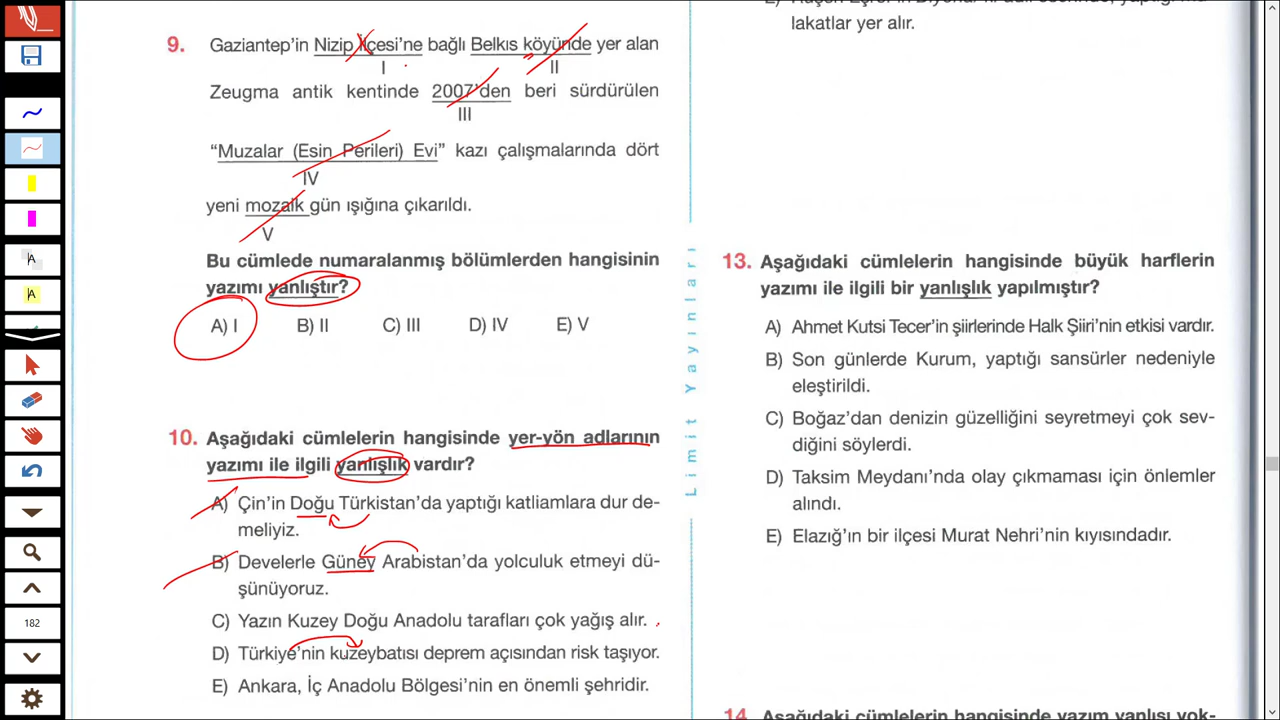 9. Gaziantep'in Nizip İlçesi'ne bağlı Belkıs köyünde yer alan
I II
Zeugma antik kentinde 2007'den beri sürdürülen
III
“Muzalar (Esin Perileri) Evi” kazı çalışmalarında dört
IV
yeni mozaik gün ışığına çıkarıldı.
V
Bu cümlede numaralanmış bölümlerden hangisinin
yazımı yanlıştır?
A) I B) II C) III D) IV E) V
10. Aşağıdaki cümlelerin hangisinde yer-yön adlarının
yazımı ile ilgili yanlışlık vardır?
A) Çin'in Doğu Türkistan'da yaptığı katliamlara dur de-
meliyiz.
B) Develerle Güney Arabistan'da yolculuk etmeyi dü-
şünüyoruz.
C) Yazın Kuzey Doğu Anadolu tarafları çok yağış alır.
D) Türkiye'nin kuzeybatısı deprem açısından risk taşıyor.
E) Ankara, İç Anadolu Bölgesi'nin en önemli şehridir.
Limit Yayınları
lakatlar yer alır.
13. Aşağıdaki cümlelerin hangisinde büyük harflerin
yazımı ile ilgili bir yanlışlık yapılmıştır?
A) Ahmet Kutsi Tecer'in şiirlerinde Halk Şiiri'nin etkisi vardır.
B) Son günlerde Kurum, yaptığı sansürler nedeniyle
eleştirildi.
C) Boğaz'dan denizin güzelliğini seyretmeyi çok sev-
diğini söylerdi.
D) Taksim Meydanı'nda olay çıkmaması için önlemler
alındı.
E) Elazığ'ın bir ilçesi Murat Nehri'nin kıyısındadır.
14. Aşağıdaki cümlelerin hangisinde yazım yanlışı yok-
A
A
182